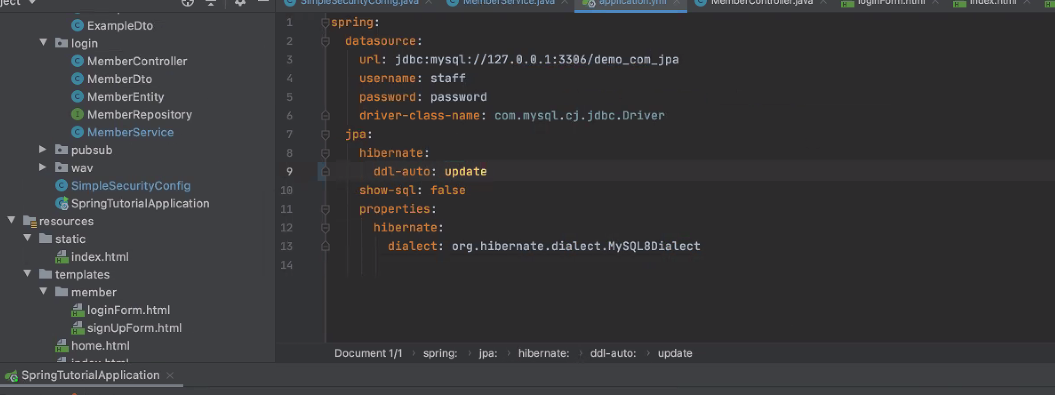 ject
ExampleDto
login
MemberController
MemberDto
MemberEntity
MemberRepository
MemberService
pubsub
wav
SimpleSecurityConfig
SpringTutorialApplication
resources
static
index.html
templates
member
loginForm.html
signUpForm.html
home.html
index.html
SimpleSecurityConfig.java
MemberService.java
application.yml
MemberController.java
loginForm.html
index.html
1 spring:
2 datasource:
3 url: jdbc:mysql://127.0.0.1:3306/demo_com_jpa
4 username: staff
5 password: password
6 driver-class-name: com.mysql.cj.jdbc.Driver
7 jpa:
8 hibernate:
9 ddl-auto: update
10 show-sql: false
11 properties:
12 hibernate:
13 dialect: org.hibernate.dialect.MySQL8Dialect
14
Document 1/1 › spring: › jpa: › hibernate: › ddl-auto: › update
SpringTutorialApplication ×